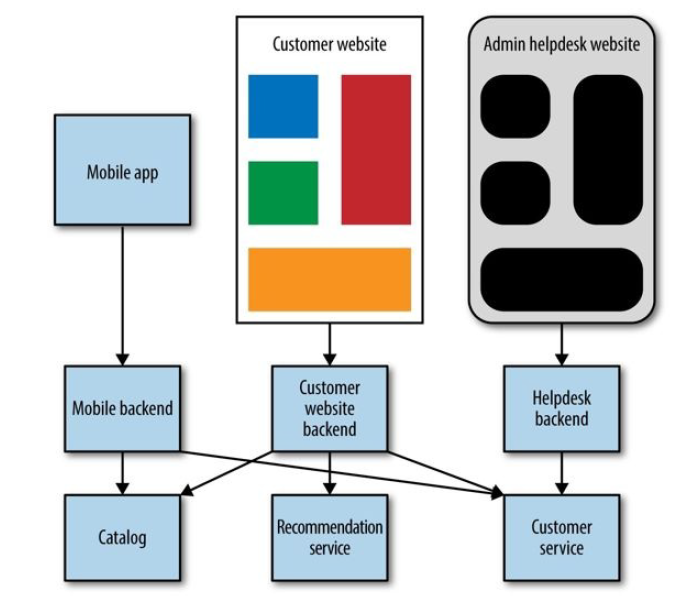 Customer website
Admin helpdesk website
Mobile app
Mobile backend
Customer
website
backend
Helpdesk
backend
Catalog
Recommendation
service
Customer
service